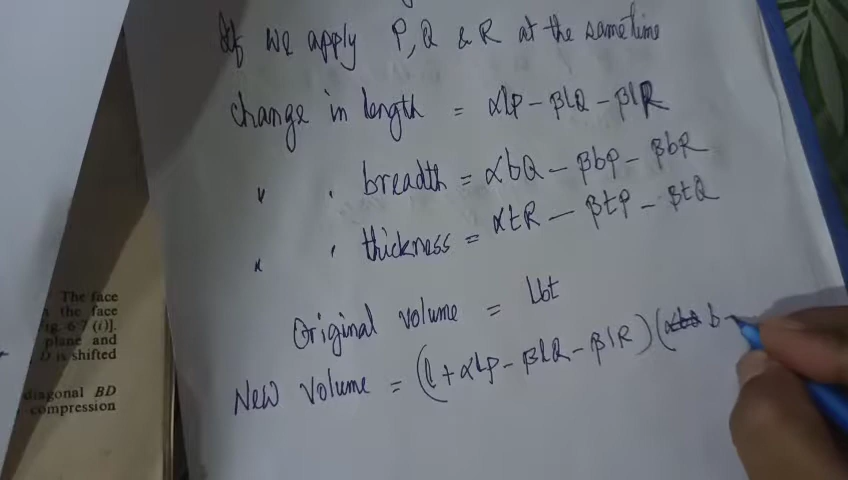 If we apply P, Q & R at the same time
change in length = αLP - βLQ - βLR
〃 〃 breadth = αbQ - βbP - βbR
〃 〃 thickness = αtR - βtP - βtQ
Original volume = Lbt
New Volume = (l + αLP - βLQ - βLR) ( b -
The face
the face
Fig. 6·7 (i)].
plane and
D is shifted
diagonal BD
compression